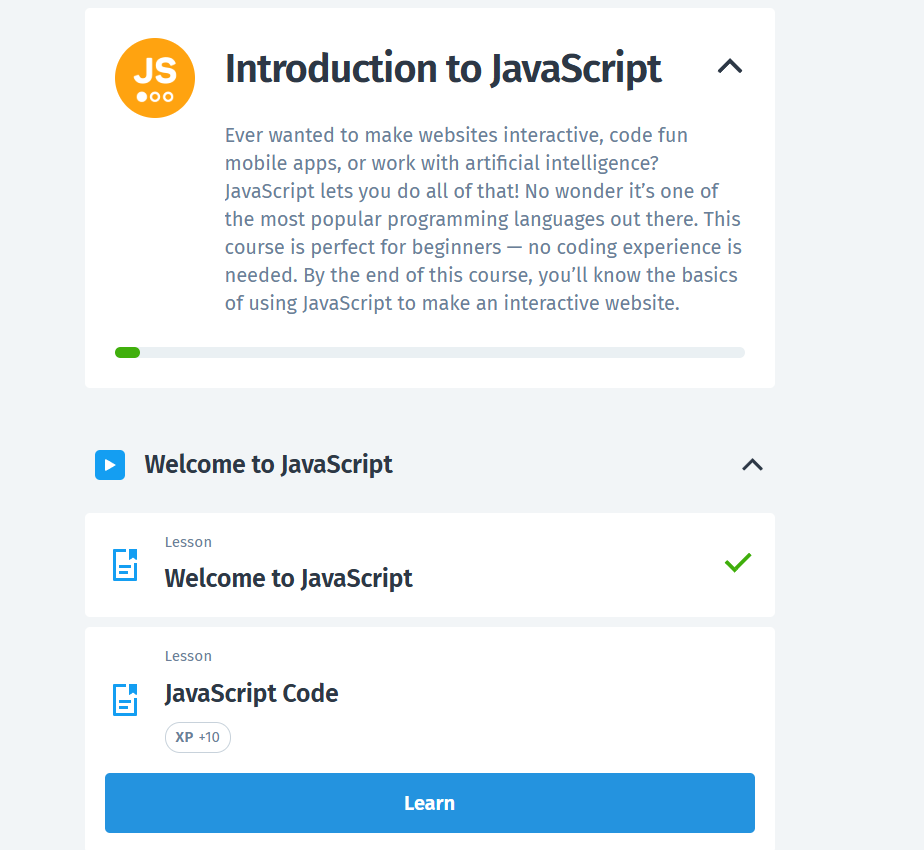 JS
Introduction to JavaScript
Ever wanted to make websites interactive, code fun
mobile apps, or work with artificial intelligence?
JavaScript lets you do all of that! No wonder it’s one of
the most popular programming languages out there. This
course is perfect for beginners — no coding experience is
needed. By the end of this course, you’ll know the basics
of using JavaScript to make an interactive website.
Welcome to JavaScript
Lesson
Welcome to JavaScript
Lesson
JavaScript Code
XP +10
Learn